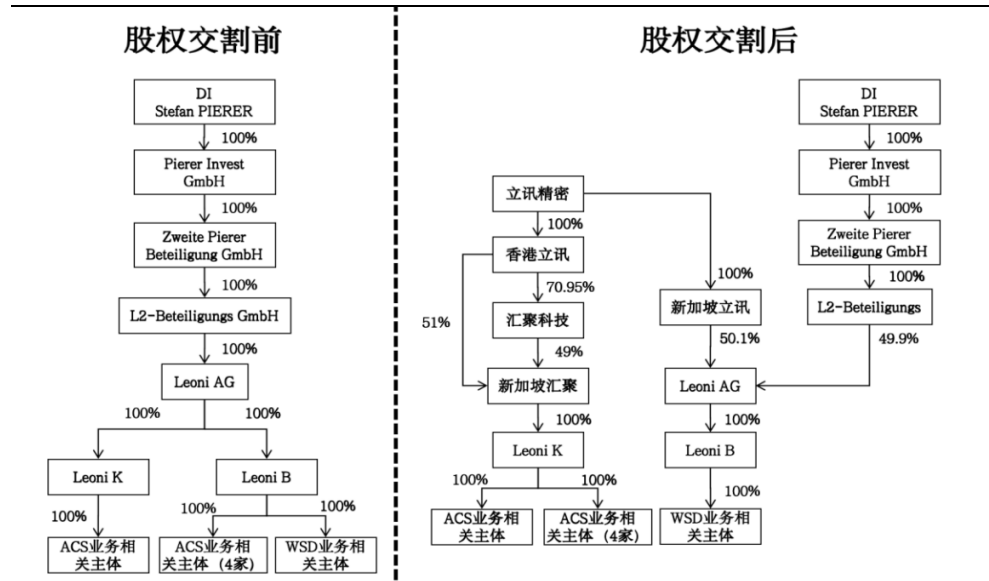 股权交割前
DI
Stefan PIERER
100%
Pierer Invest
GmbH
100%
Zweite Pierer
Beteiligung GmbH
100%
L2-Beteiligungs GmbH
100%
Leoni AG
100%
100%
Leoni K
Leoni B
100%
100%
100%
ACS业务相
关主体
ACS业务相
关主体（4家）
WSD业务相
关主体
股权交割后
DI
Stefan PIERER
100%
Pierer Invest
GmbH
100%
Zweite Pierer
Beteiligung GmbH
100%
L2-Beteiligungs
49.9%
立讯精密
100%
香港立讯
70.95%
51%
汇聚科技
49%
新加坡汇聚
100%
Leoni K
100%
100%
ACS业务相
关主体
ACS业务相
关主体（4家）
100%
新加坡立讯
50.1%
Leoni AG
100%
Leoni B
100%
WSD业务相
关主体